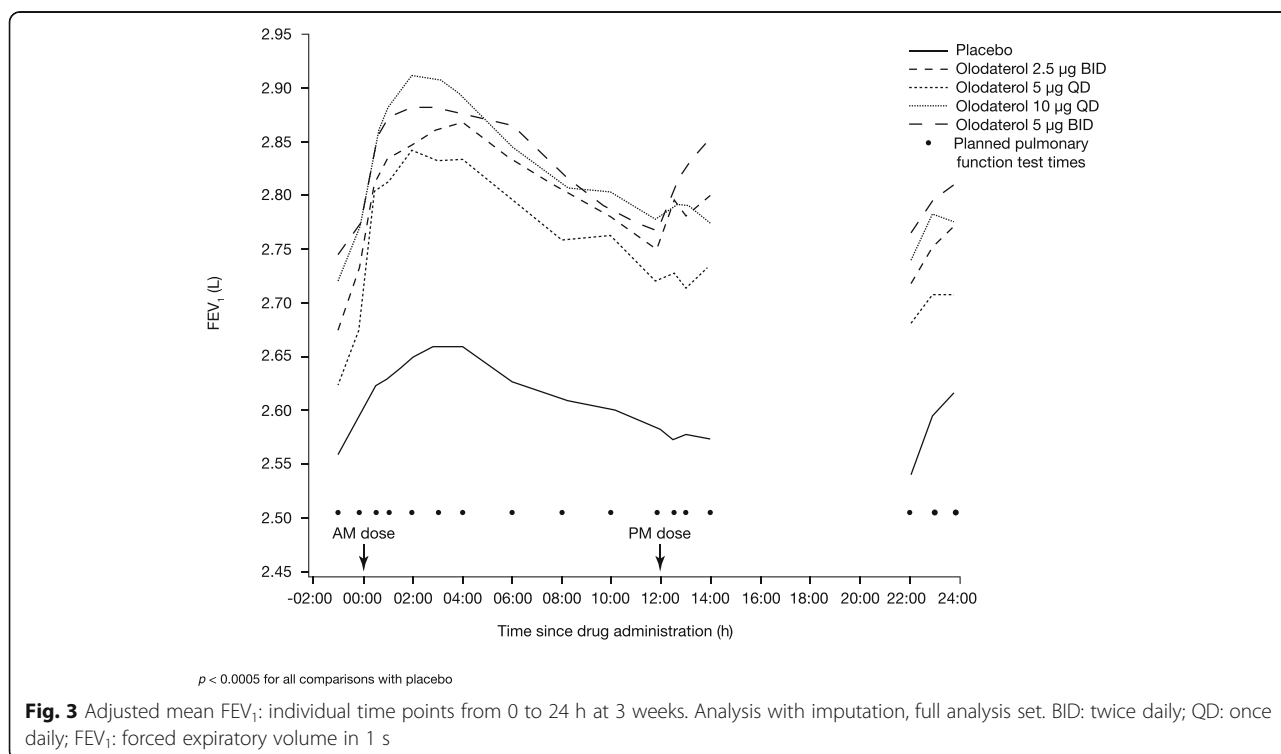 2.95
2.90
2.85
2.80
2.75
2.70
2.65
2.60
2.55
2.50
2.45
FEV₁ (L)
Placebo
Olodaterol 2.5 µg BID
Olodaterol 5 µg QD
Olodaterol 10 µg QD
Olodaterol 5 µg BID
Planned pulmonary
function test times
AM dose
PM dose
-02:00 00:00 02:00 04:00 06:00 08:00 10:00 12:00 14:00 16:00 18:00 20:00 22:00 24:00
Time since drug administration (h)
p < 0.0005 for all comparisons with placebo
Fig. 3 Adjusted mean FEV₁: individual time points from 0 to 24 h at 3 weeks. Analysis with imputation, full analysis set. BID: twice daily; QD: once
daily; FEV₁: forced expiratory volume in 1 s